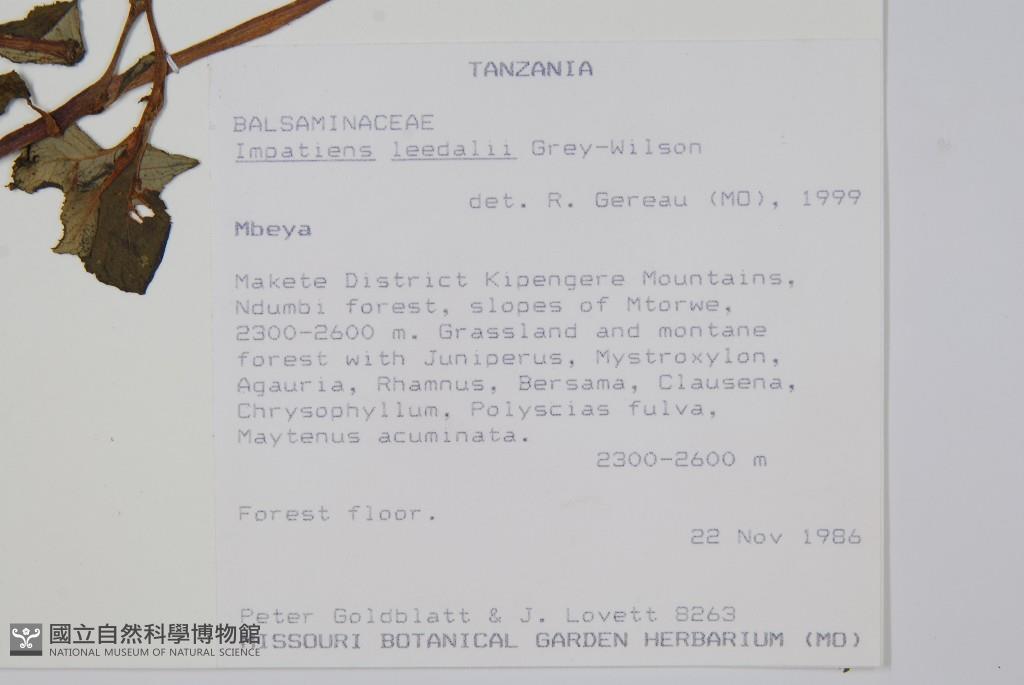 TANZANIA
BALSAMINACEAE
Impatiens leedalii Grey-Wilson
det. R. Gereau (MO), 1999
Mbeya
Makete District Kipengere Mountains,
Ndumbi forest, slopes of Mtorwe,
2300-2600 m. Grassland and montane
forest with Juniperus, Mystroxylon,
Agauria, Rhamnus, Bersama, Clausena,
Chrysophyllum, Polyscias fulva,
Maytenus acuminata.
2300-2600 m
Forest floor.
22 Nov 1986
Peter Goldblatt & J. Lovett 8263
MISSOURI BOTANICAL GARDEN HERBARIUM (MO)
國立自然科學博物館
NATIONAL MUSEUM OF NATURAL SCIENCE